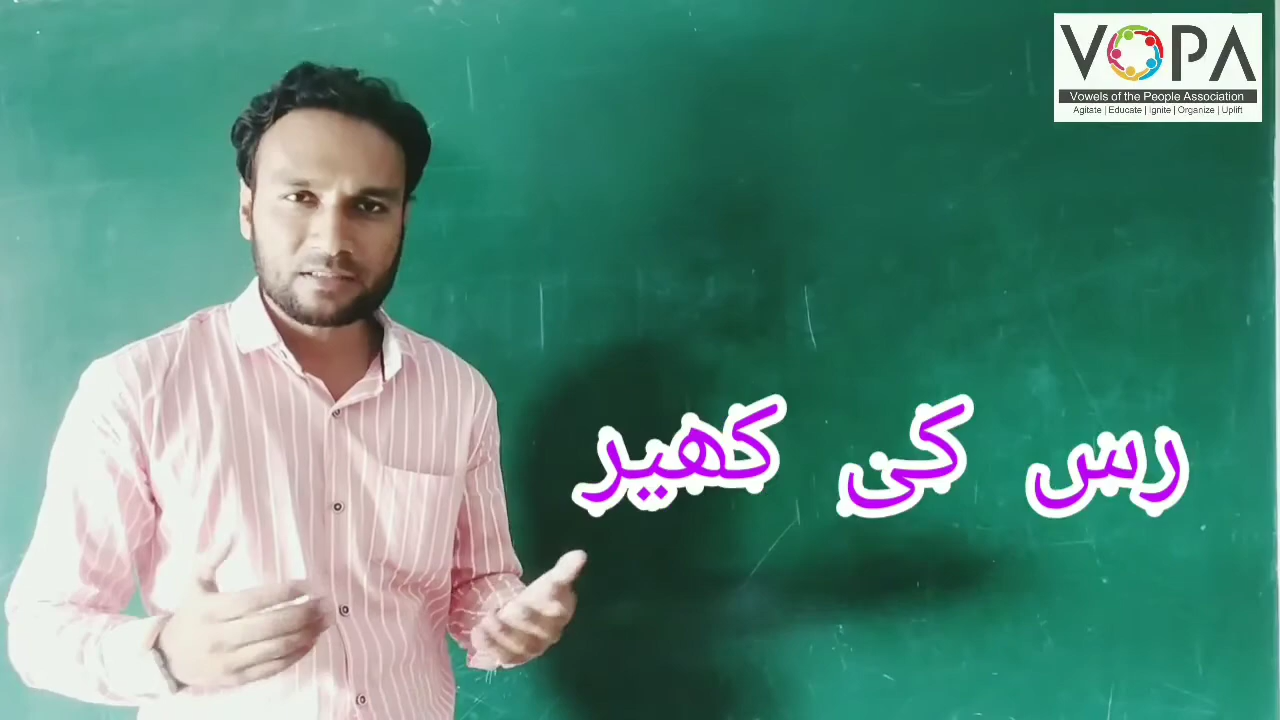 VOPA
Vowels of the People Association
Agitate | Educate | Ignite | Organize | Uplift
رس کی کھیر